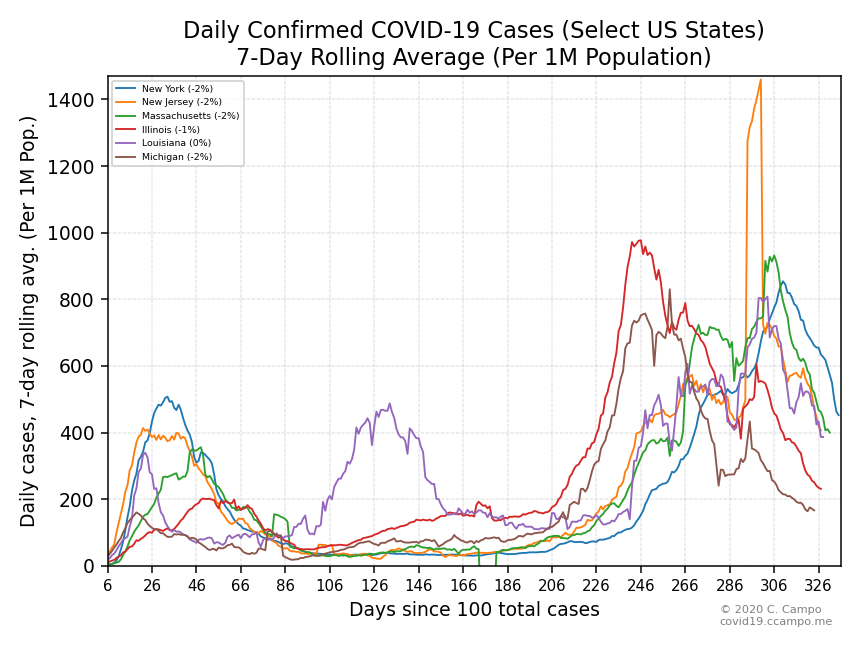 Daily Confirmed COVID-19 Cases (Select US States)
7-Day Rolling Average (Per 1M Population)
Daily cases, 7-day rolling avg. (Per 1M Pop.)
1400
1200
1000
800
600
400
200
0
New York (-2%)
New Jersey (-2%)
Massachusetts (-2%)
Illinois (-1%)
Louisiana (0%)
Michigan (-2%)
6 26 46 66 86 106 126 146 166 186 206 226 246 266 286 306 326
Days since 100 total cases
© 2020 C. Campo
covid19.ccampo.me